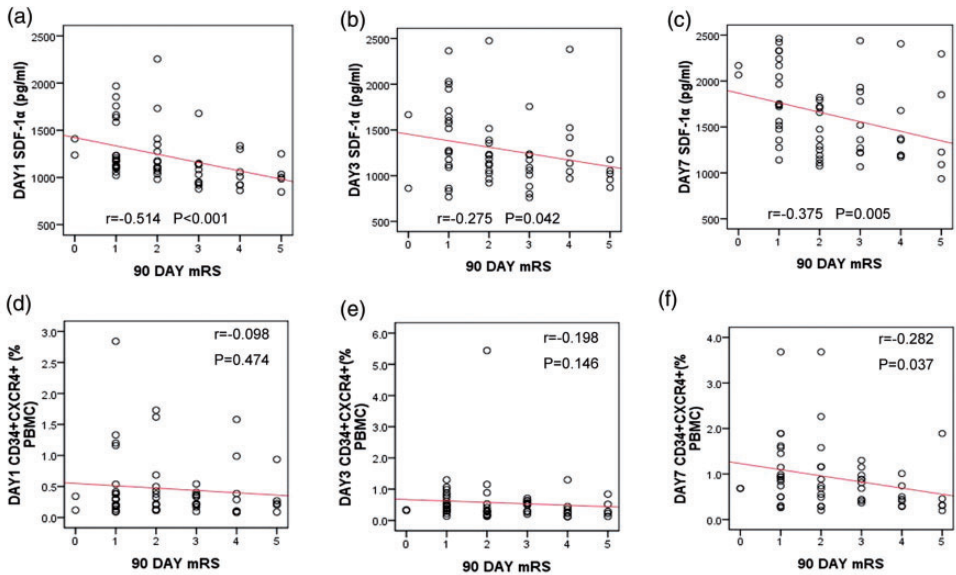 (a)
DAY1 SDF-1α (pg/ml)
2500
2000
1500
1000
500
r=-0.514 P<0.001
0 1 2 3 4 5
90 DAY mRS
(b)
DAY3 SDF-1α (pg/ml)
2500
2000
1500
1000
500
r=-0.275 P=0.042
0 1 2 3 4 5
90 DAY mRS
(c)
DAY7 SDF-1α (pg/ml)
2500
2000
1500
1000
500
r=-0.375 P=0.005
0 1 2 3 4 5
90 DAY mRS
(d)
DAY1 CD34+CXCR4+(%
PBMC)
3.0
2.5
2.0
1.5
1.0
0.5
0.0
r=-0.098
P=0.474
0 1 2 3 4 5
90 DAY mRS
(e)
DAY3 CD34+CXCR4+(%
PBMC)
6.0
5.0
4.0
3.0
2.0
1.0
0.0
r=-0.198
P=0.146
0 1 2 3 4 5
90 DAY mRS
(f)
DAY7 CD34+CXCR4+(%
PBMC)
4.0
3.0
2.0
1.0
0.0
r=-0.282
P=0.037
0 1 2 3 4 5
90 DAY mRS